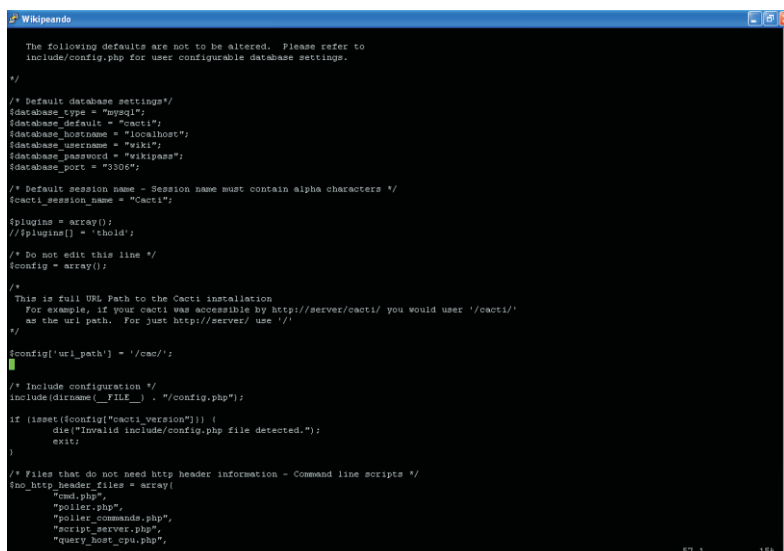 Wikipeando
The following defaults are not to be altered. Please refer to
include/config.php for user configurable database settings.
*/
/* Default database settings*/
$database_type = "mysql";
$database_default = "cacti";
$database_hostname = "localhost";
$database_username = "wiki";
$database_password = "wikipass";
$database_port = "3306";
/* Default session name - Session name must contain alpha characters */
$cacti_session_name = "Cacti";
$plugins = array();
//$plugins[] = 'thold';
/* Do not edit this line */
$config = array();
/*
This is full URL Path to the Cacti installation
For example, if your cacti was accessible by http://server/cacti/ you would user '/cacti/'
as the url path. For just http://server/ use '/'
*/
$config['url_path'] = '/cac/';
/* Include configuration */
include(dirname(__FILE__) . "/config.php");
if (isset($config["cacti_version"])) {
die("Invalid include/config.php file detected.");
exit;
}
/* Files that do not need http header information - Command line scripts */
$no_http_header_files = array(
"cmd.php",
"poller.php",
"poller_commands.php",
"script_server.php",
"query_host_cpu.php",